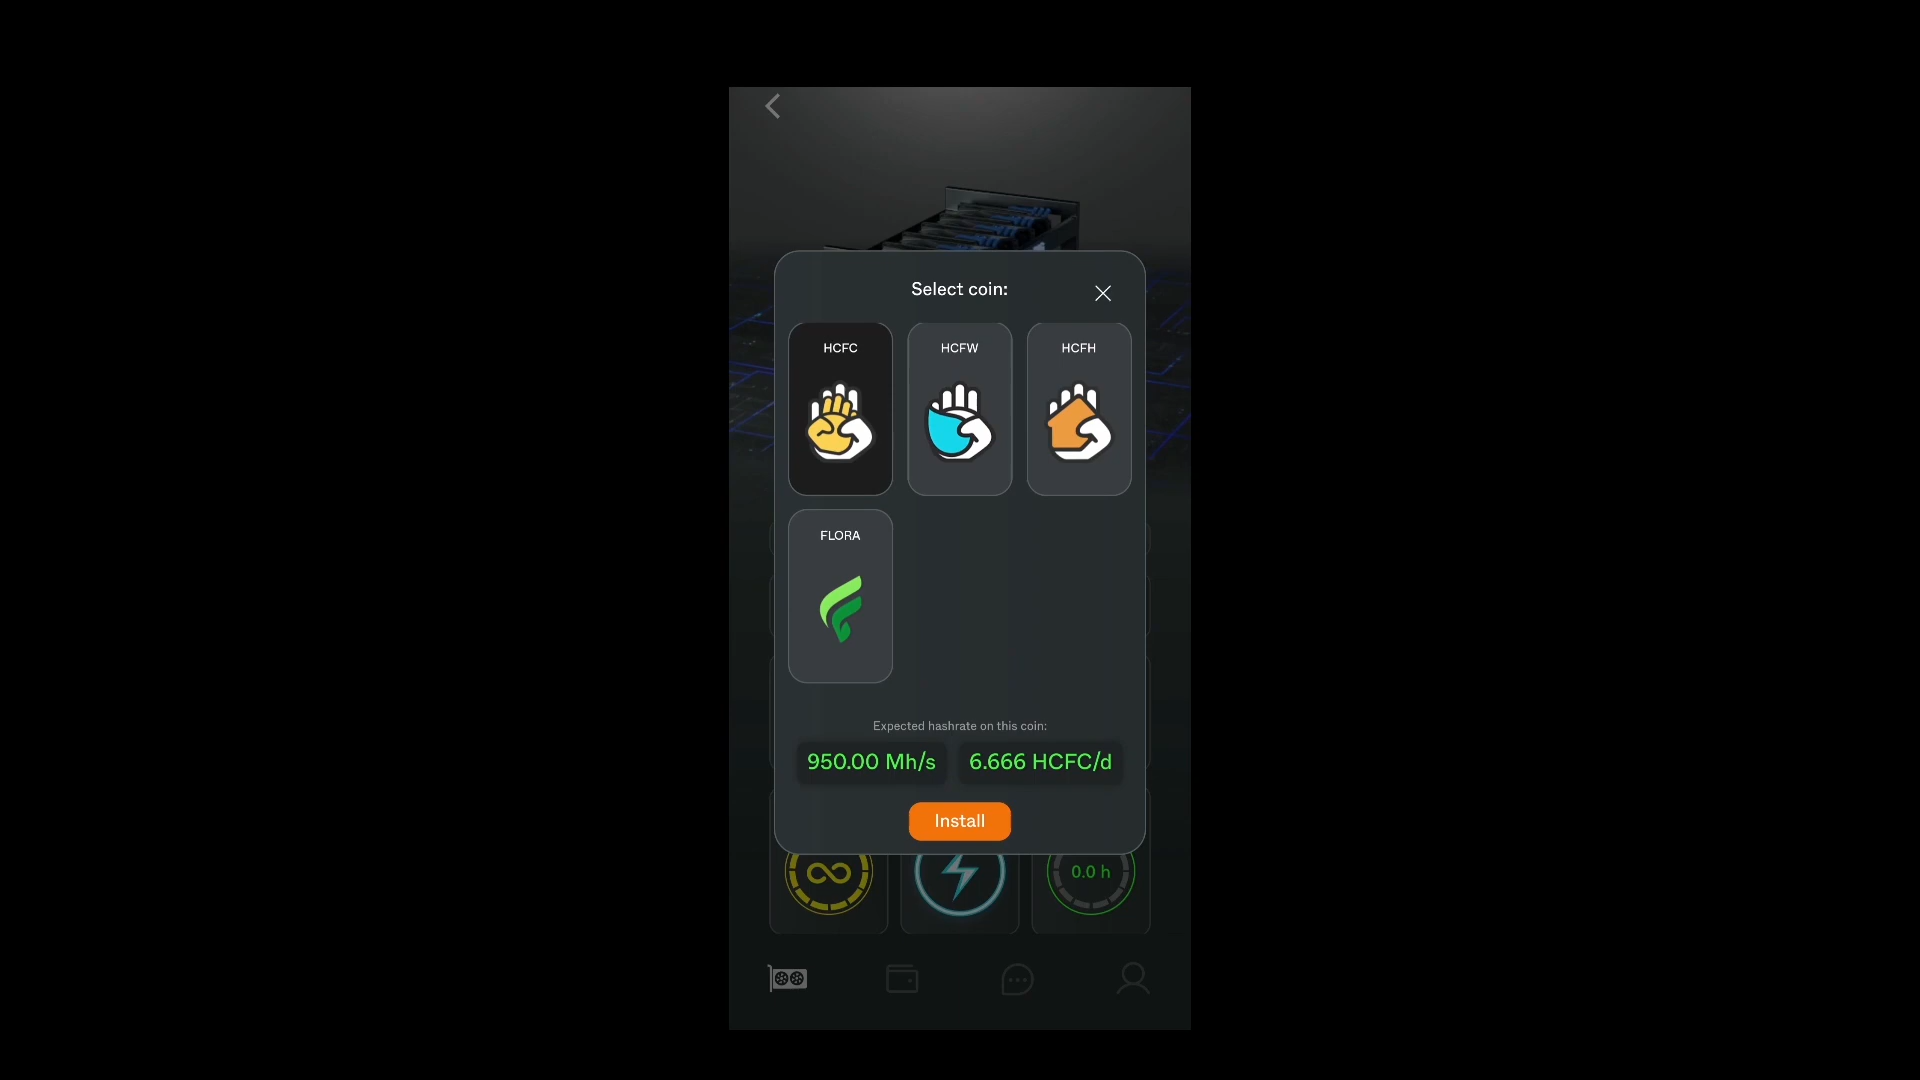 Select coin:
HCFC
HCFW
HCFH
FLORA
Expected hashrate on this coin:
950.00 Mh/s
6.666 HCFC/d
Install
0.0 h